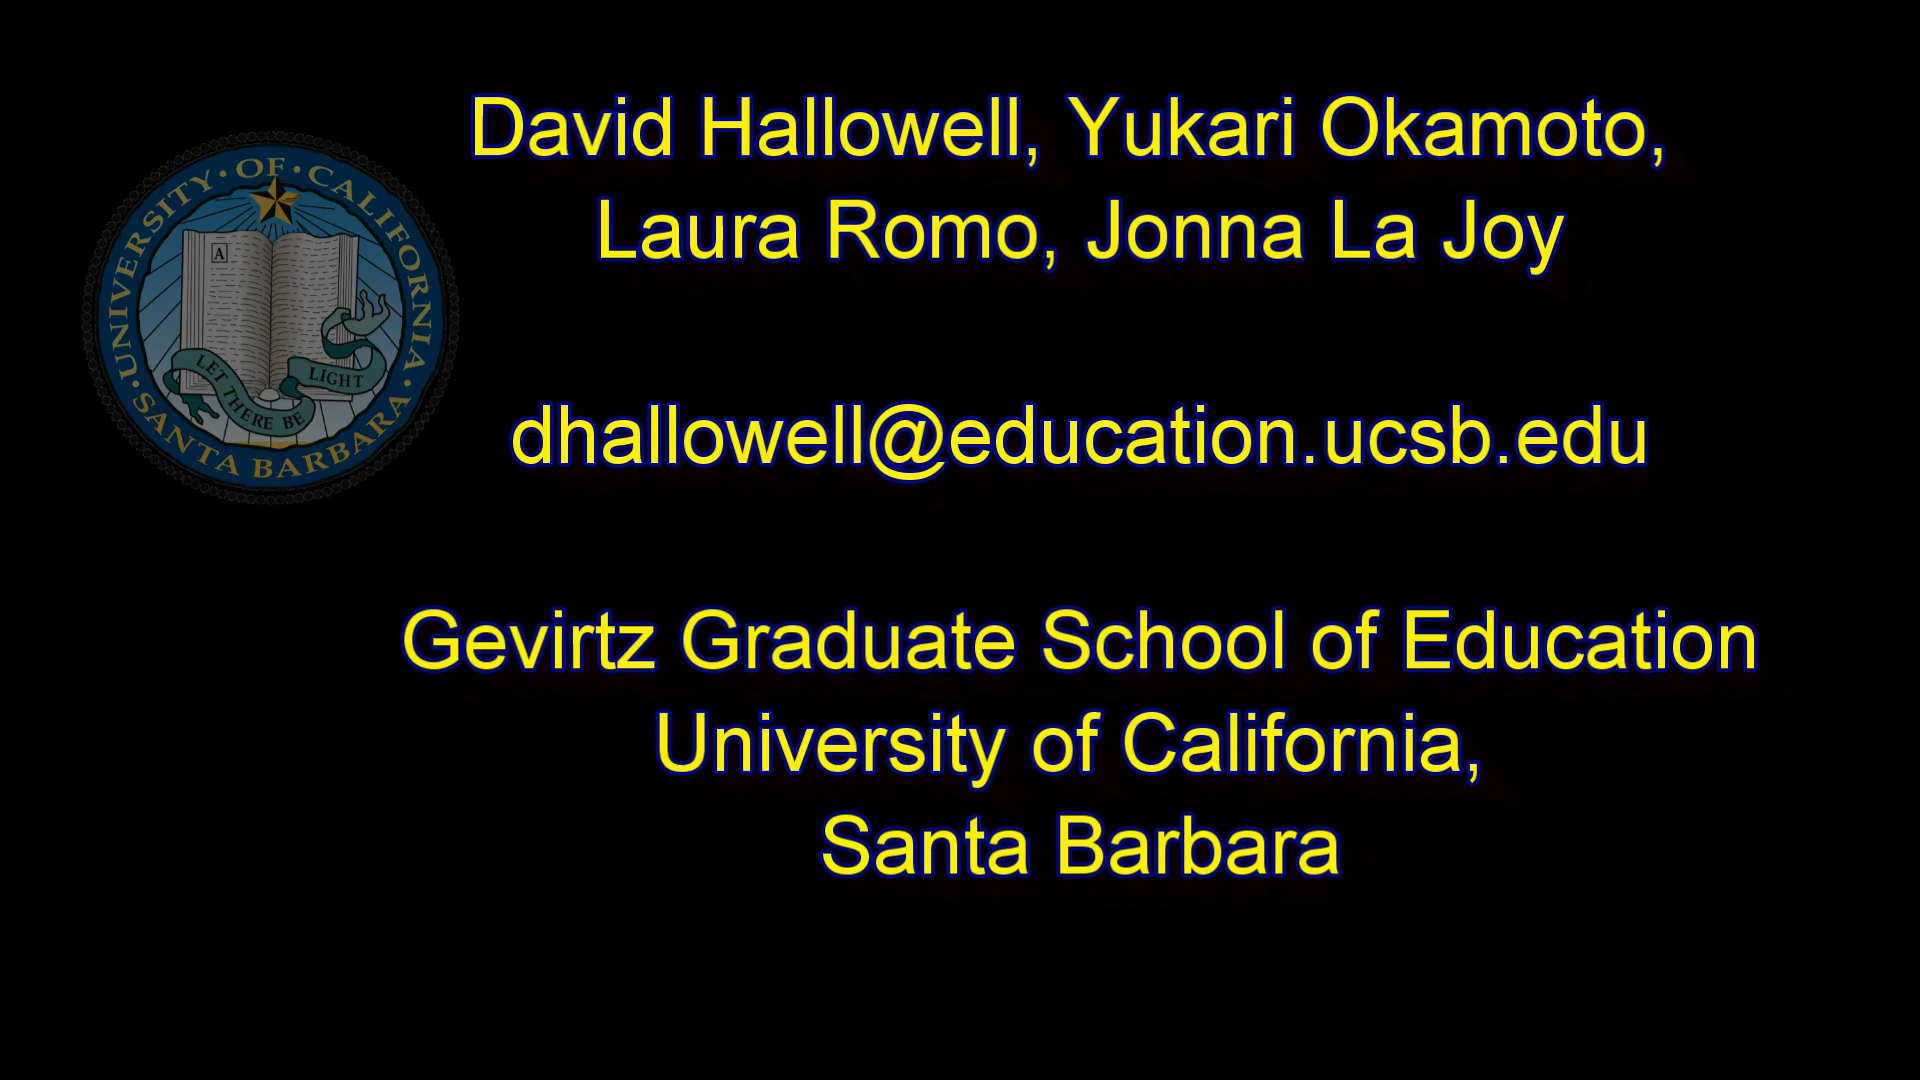 David Hallowell, Yukari Okamoto,
Laura Romo, Jonna La Joy
dhallowell@education.ucsb.edu
Gevirtz Graduate School of Education
University of California,
Santa Barbara
UNIVERSITY · OF · CALIFORNIA · SANTA BARBARA ·
A
LET THERE BE LIGHT